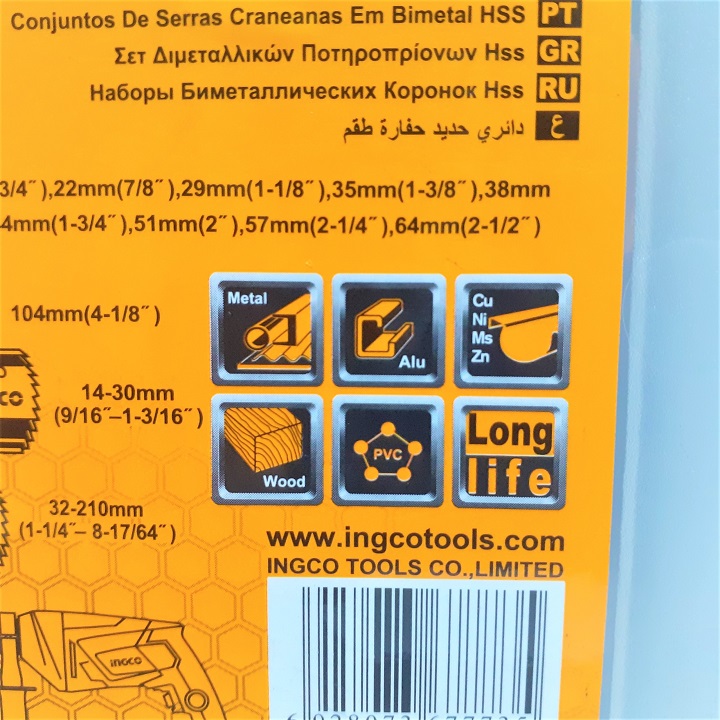 Conjuntos De Serras Craneanas Em Bimetal HSS PT
Σετ Διμεταλλικών Ποτηροπρίονων Hss GR
Наборы Биметаллических Коронок Hss RU
دائري حديد حفارة طقم ع
3/4˝),22mm(7/8˝),29mm(1-1/8˝),35mm(1-3/8˝),38mm
4mm(1-3/4˝),51mm(2˝),57mm(2-1/4˝),64mm(2-1/2˝)
104mm(4-1/8˝)
Metal
Alu
Cu
Ni
Ms
Zn
14-30mm
(9/16˝–1-3/16˝)
Wood
PVC
Long
life
32-210mm
(1-1/4˝– 8-17/64˝)
www.ingcotools.com
INGCO TOOLS CO.,LIMITED
INGCO